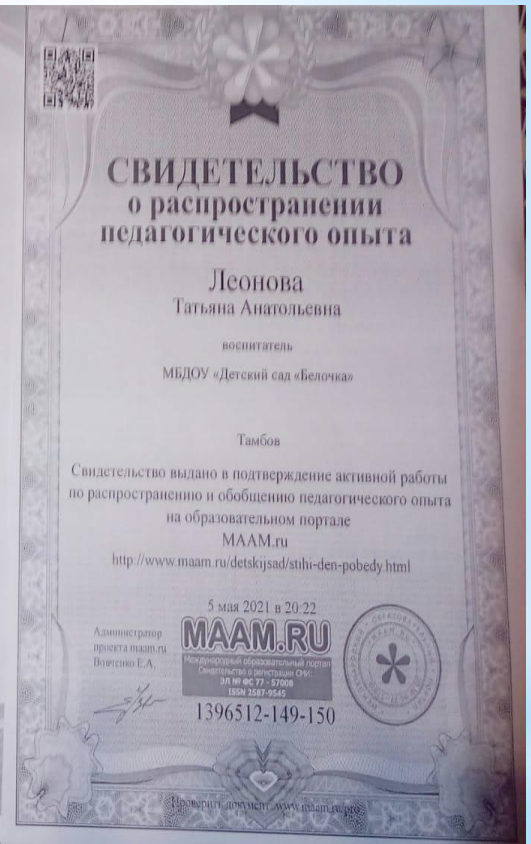 СВИДЕТЕЛЬСТВО
о распространении
педагогического опыта
Леонова
Татьяна Анатольевна
воспитатель
МБДОУ «Детский сад «Белочка»
Тамбов
Свидетельство выдано в подтверждение активной работы
по распространению и обобщению педагогического опыта
на образовательном портале
MAAM.ru
http://www.maam.ru/detskijsad/stihi-den-pobedy.html
5 мая 2021 в 20:22
Администратор
проекта maam.ru
Вовченко Е.А.
MAAM.RU
Международный образовательный портал
Свидетельство о регистрации СМИ:
ЭЛ № ФС 77 - 57008
ISSN 2587-9545
1396512-149-150
Проверить документ: www.maam.ru/pro